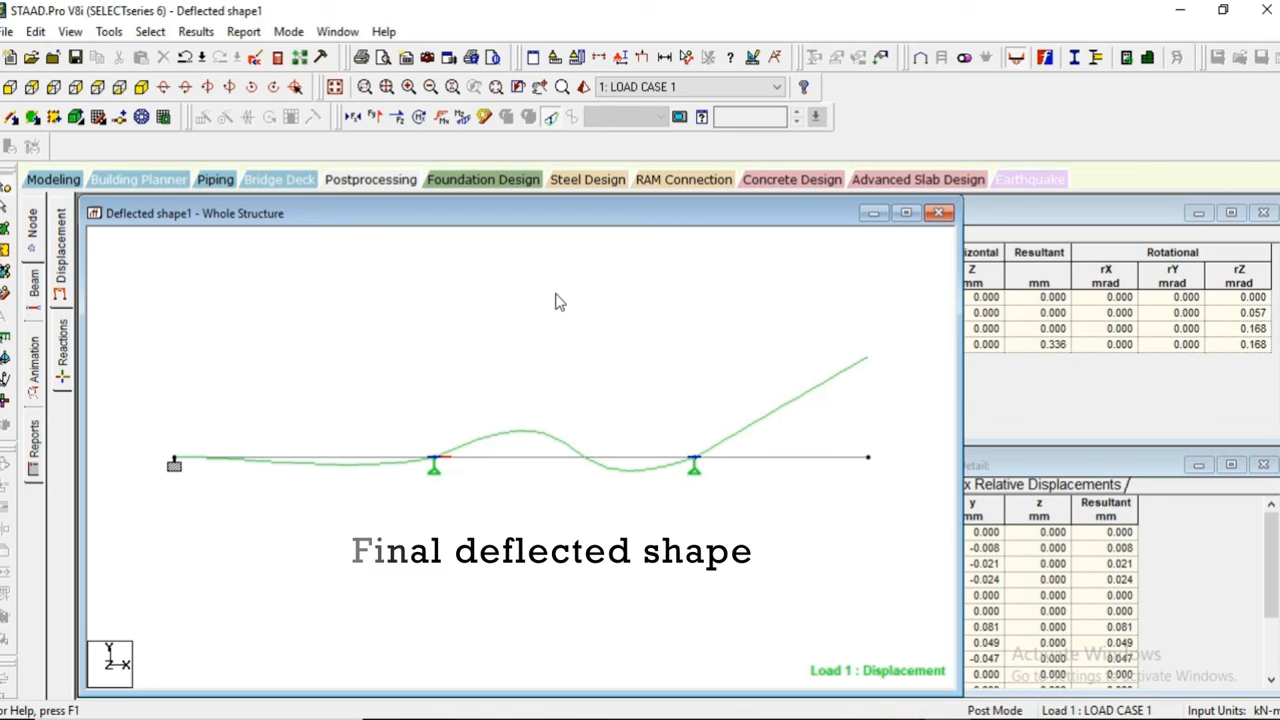 STAAD.Pro V8i (SELECTseries 6) - Deflected shape1
File Edit View Tools Select Results Report Mode Window Help
1: LOAD CASE 1
Modeling Building Planner Piping Bridge Deck Postprocessing Foundation Design Steel Design RAM Connection Concrete Design Advanced Slab Design Earthquake
Node
Beam
Animation
Reports
Displacement
Reactions
Deflected shape1 - Whole Structure
Final deflected shape
Y
Z X
Load 1 : Displacement
izontal Resultant Rotational
Z rX rY rZ
mm mm mrad mrad mrad
0.000 0.000 0.000 0.000 0.000
0.000 0.000 0.000 0.000 0.057
0.000 0.000 0.000 0.000 0.168
0.000 0.336 0.000 0.000 0.168
Detail:
x Relative Displacements
y z Resultant
mm mm mm
0.000 0.000 0.000
-0.008 0.000 0.008
-0.021 0.000 0.021
-0.024 0.000 0.024
0.000 0.000 0.000
0.000 0.000 0.000
0.081 0.000 0.081
0.049 0.000 0.049
-0.047 0.000 0.047
0.000 0.000 0.000
Activate Windows
Go to Settings to activate Windows.
or Help, press F1
Post Mode Load 1 : LOAD CASE 1 Input Units: kN-m